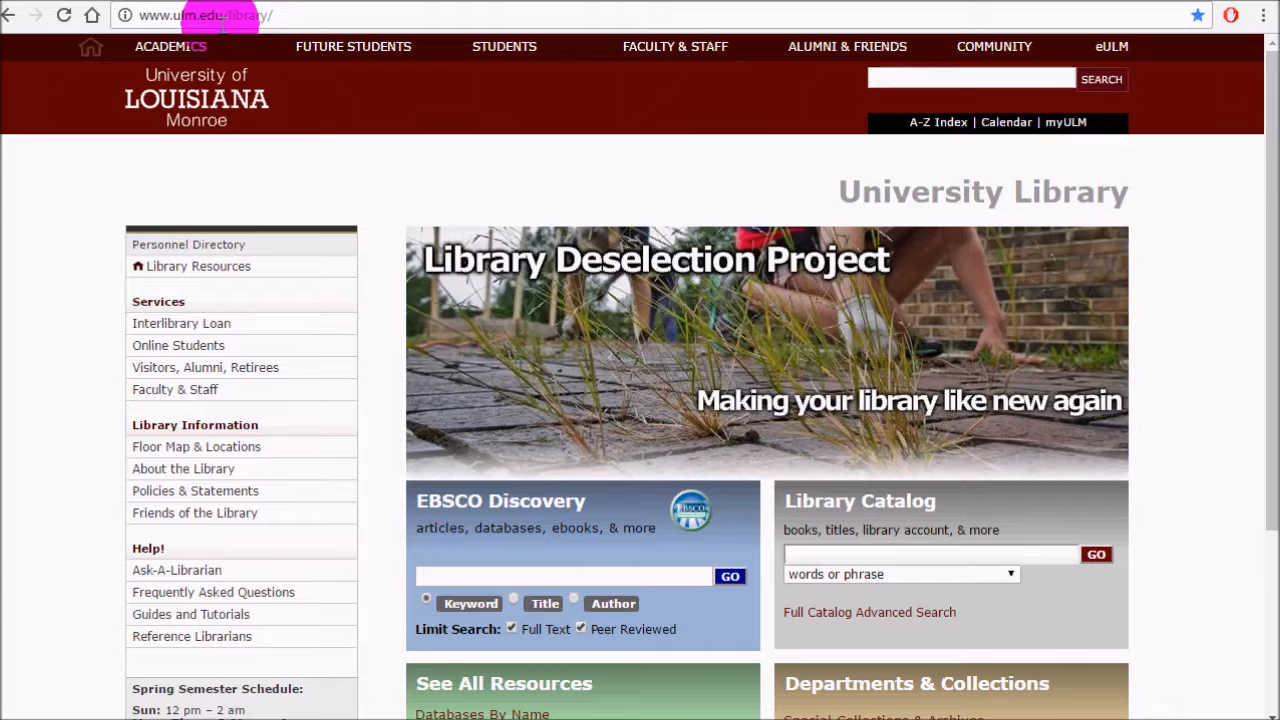 www.ulm.edu/library/
ACADEMICS FUTURE STUDENTS STUDENTS FACULTY & STAFF ALUMNI & FRIENDS COMMUNITY eULM
University of
LOUISIANA
Monroe
SEARCH
A-Z Index | Calendar | myULM
University Library
Personnel Directory
Library Resources
Services
Interlibrary Loan
Online Students
Visitors, Alumni, Retirees
Faculty & Staff
Library Information
Floor Map & Locations
About the Library
Policies & Statements
Friends of the Library
Help!
Ask-A-Librarian
Frequently Asked Questions
Guides and Tutorials
Reference Librarians
Spring Semester Schedule:
Sun: 12 pm – 2 am
Library Deselection Project
Making your library like new again
EBSCO Discovery
EBSCO
articles, databases, ebooks, & more
GO
Keyword Title Author
Limit Search: Full Text Peer Reviewed
Library Catalog
books, titles, library account, & more
GO
words or phrase
Full Catalog Advanced Search
See All Resources
Databases By Name
Departments & Collections
Special Collections & Archives